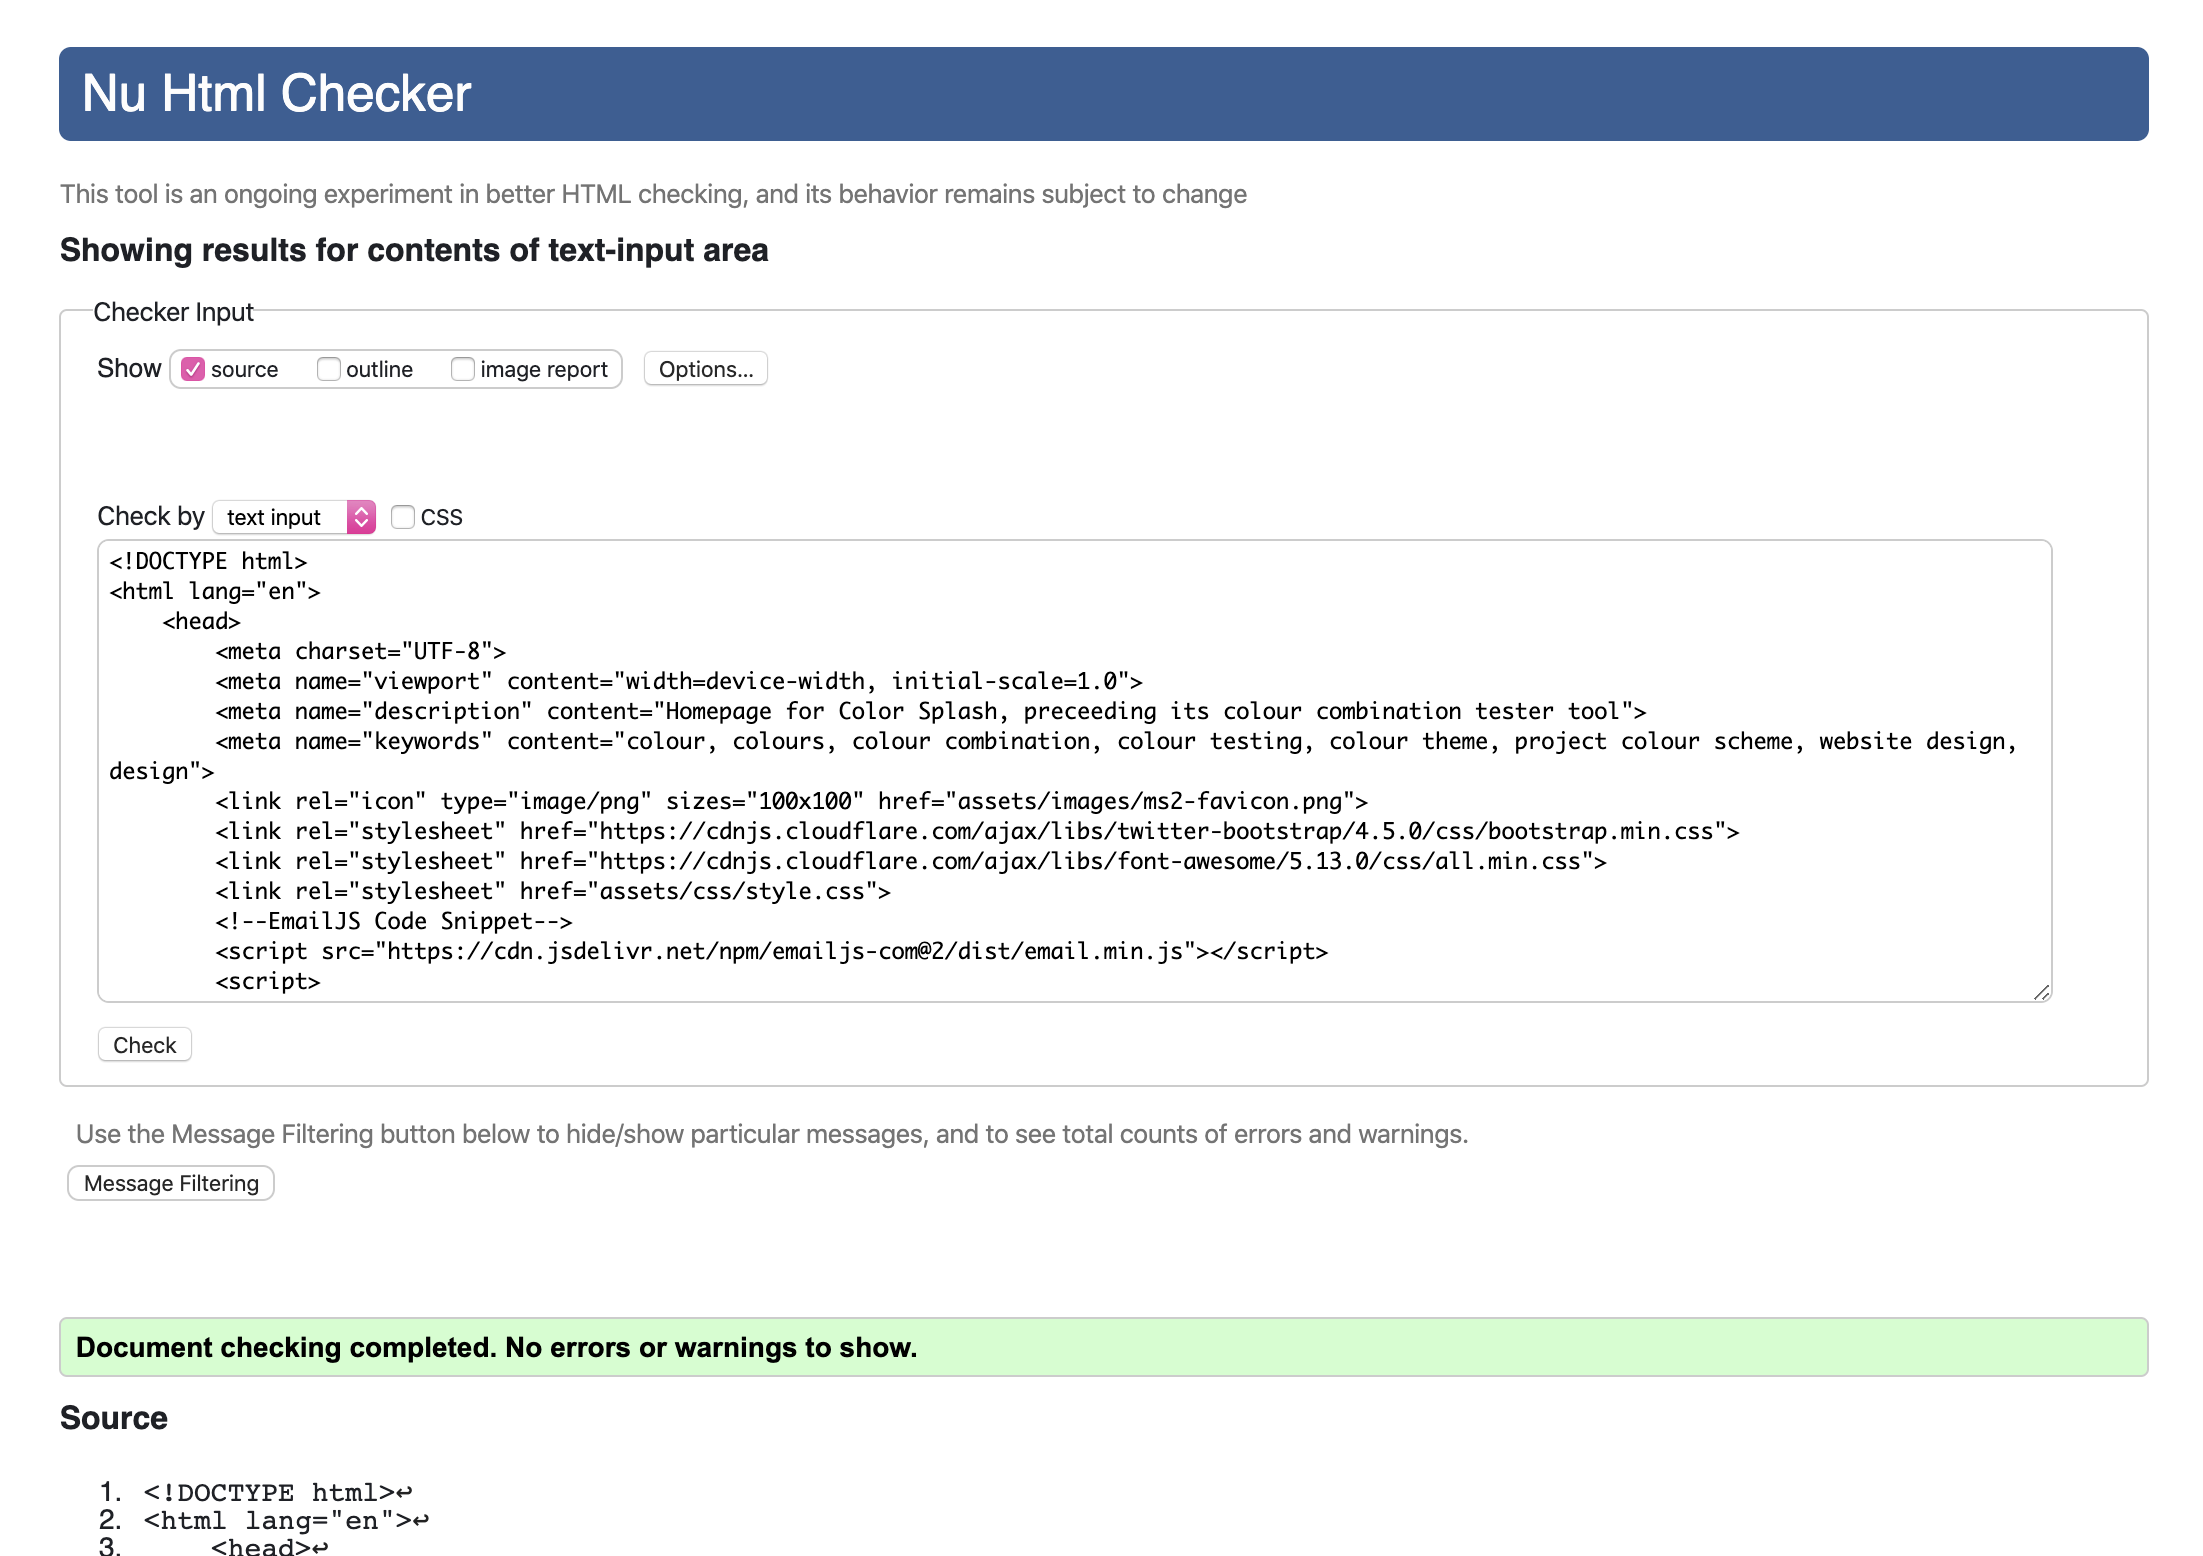 Nu Html Checker
This tool is an ongoing experiment in better HTML checking, and its behavior remains subject to change
Showing results for contents of text-input area
Checker Input
Show source outline image report Options...
Check by text input CSS
<!DOCTYPE html>
<html lang="en">
    <head>
        <meta charset="UTF-8">
        <meta name="viewport" content="width=device-width, initial-scale=1.0">
        <meta name="description" content="Homepage for Color Splash, preceeding its colour combination tester tool">
        <meta name="keywords" content="colour, colours, colour combination, colour testing, colour theme, project colour scheme, website design,
design">
        <link rel="icon" type="image/png" sizes="100x100" href="assets/images/ms2-favicon.png">
        <link rel="stylesheet" href="https://cdnjs.cloudflare.com/ajax/libs/twitter-bootstrap/4.5.0/css/bootstrap.min.css">
        <link rel="stylesheet" href="https://cdnjs.cloudflare.com/ajax/libs/font-awesome/5.13.0/css/all.min.css">
        <link rel="stylesheet" href="assets/css/style.css">
        <!--EmailJS Code Snippet-->
        <script src="https://cdn.jsdelivr.net/npm/emailjs-com@2/dist/email.min.js"></script>
        <script>
Check
Use the Message Filtering button below to hide/show particular messages, and to see total counts of errors and warnings.
Message Filtering
Document checking completed. No errors or warnings to show.
Source
1. <!DOCTYPE html>↩
2. <html lang="en">↩
3.     <head>↩